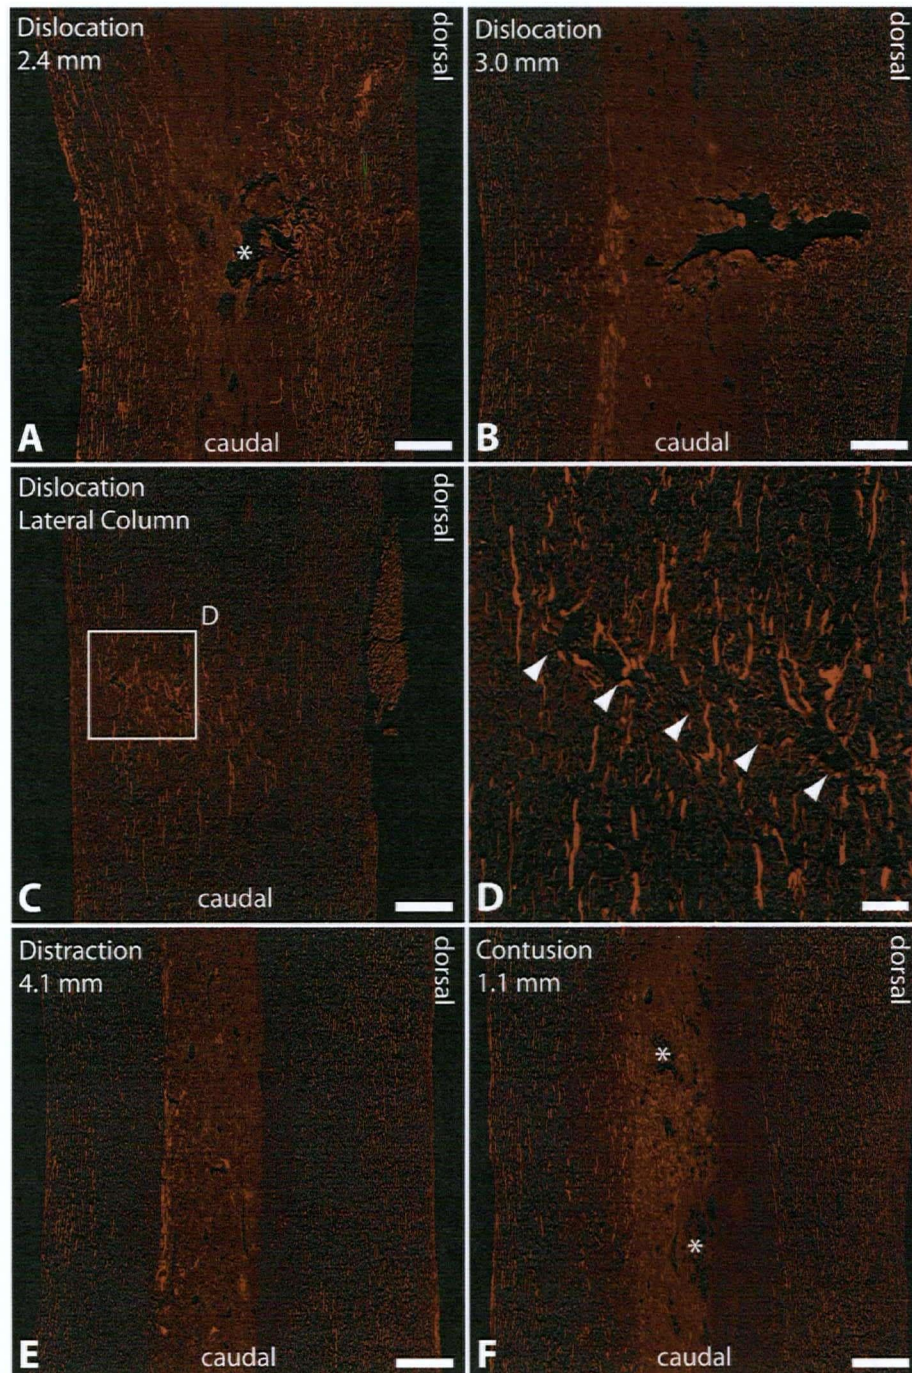 Dislocation
2.4 mm
dorsal
*
A
caudal
Dislocation
3.0 mm
dorsal
B
caudal
Dislocation
Lateral Column
dorsal
D
C
caudal
D
Distraction
4.1 mm
dorsal
E
caudal
Contusion
1.1 mm
dorsal
*
*
F
caudal